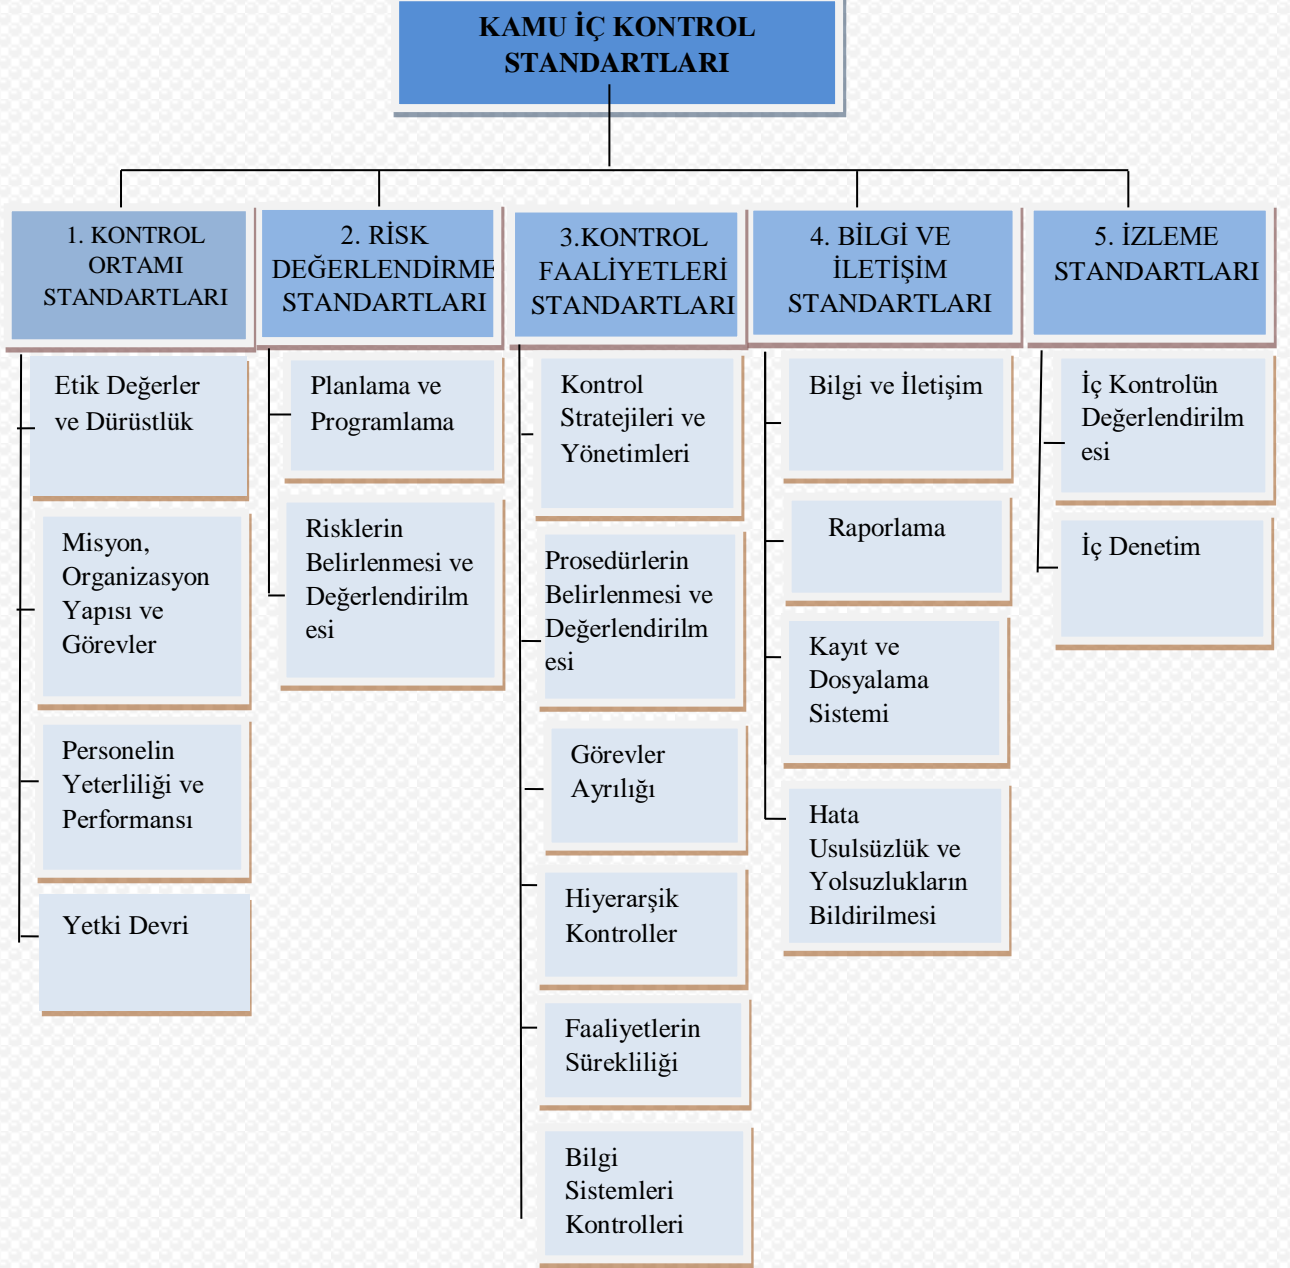 KAMU İÇ KONTROL
STANDARTLARI
1. KONTROL
ORTAMI
STANDARTLARI
2. RİSK
DEĞERLENDİRME
STANDARTLARI
3.KONTROL
FAALİYETLERİ
STANDARTLARI
4. BİLGİ VE
İLETİŞİM
STANDARTLARI
5. İZLEME
STANDARTLARI
Etik Değerler
ve Dürüstlük
Misyon,
Organizasyon
Yapısı ve
Görevler
Personelin
Yeterliliği ve
Performansı
Yetki Devri
Planlama ve
Programlama
Risklerin
Belirlenmesi ve
Değerlendirilm
esi
Kontrol
Stratejileri ve
Yönetimleri
Prosedürlerin
Belirlenmesi ve
Değerlendirilm
esi
Görevler
Ayrılığı
Hiyerarşik
Kontroller
Faaliyetlerin
Sürekliliği
Bilgi
Sistemleri
Kontrolleri
Bilgi ve İletişim
Raporlama
Kayıt ve
Dosyalama
Sistemi
Hata
Usulsüzlük ve
Yolsuzlukların
Bildirilmesi
İç Kontrolün
Değerlendirilm
esi
İç Denetim